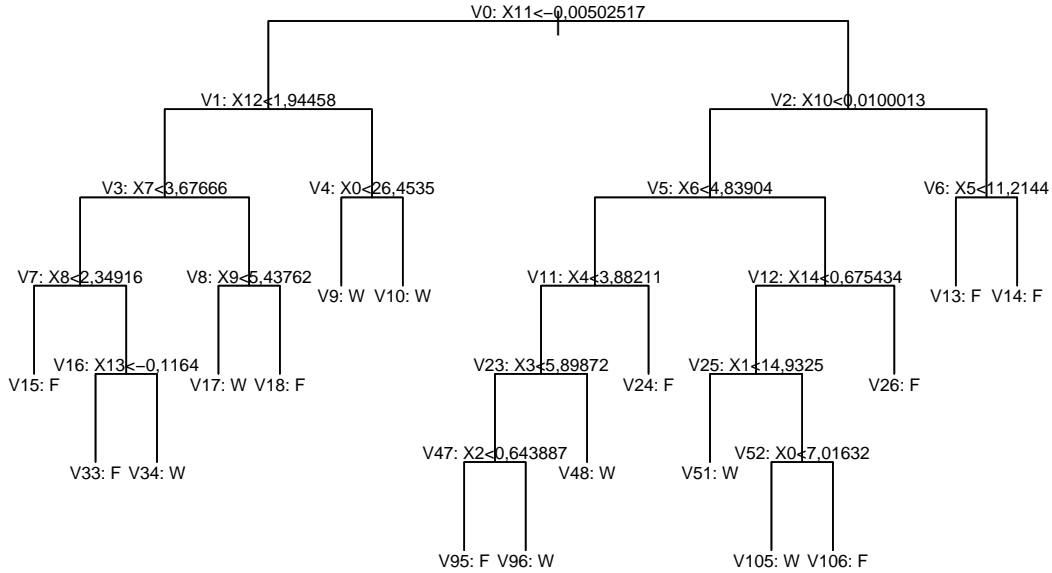 V0: X11<−0,00502517
V1: X12<1,94458
V2: X10<0,0100013
V3: X7<3,67666
V4: X0<26,4535
V5: X6<4,83904
V6: X5<11,2144
V7: X8<2,34916
V8: X9<5,43762
V9: W
V10: W
V11: X4<3,88211
V12: X14<0,675434
V13: F
V14: F
V15: F
V16: X13<−0,1164
V17: W
V18: F
V23: X3<5,89872
V24: F
V25: X1<14,9325
V26: F
V33: F
V34: W
V47: X2<0,643887
V48: W
V51: W
V52: X0<7,01632
V95: F
V96: W
V105: W
V106: F